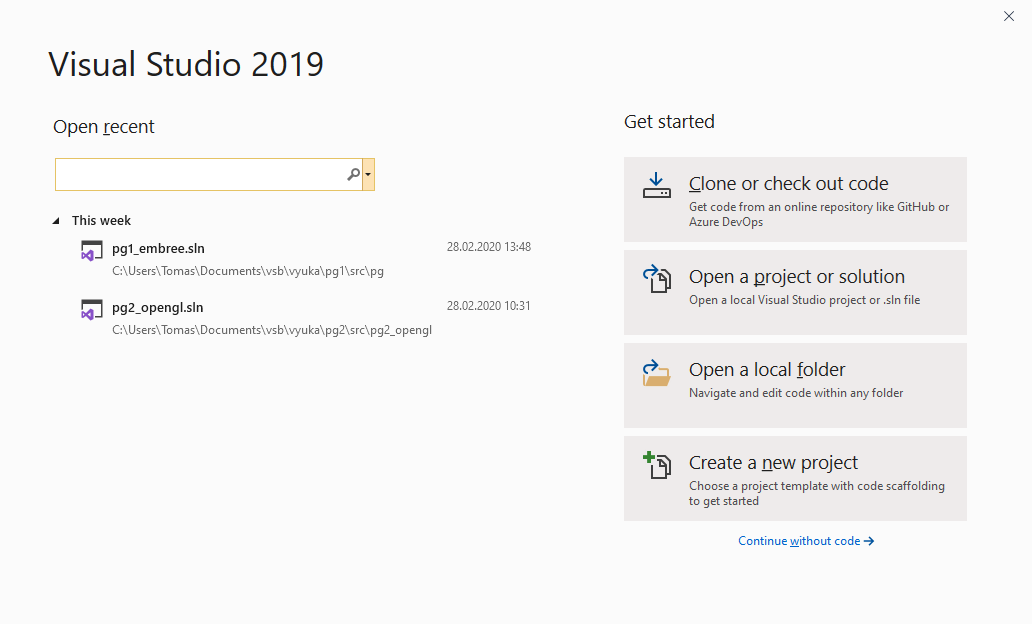 Visual Studio 2019
Open recent
This week
pg1_embree.sln
28.02.2020 13:48
C:\Users\Tomas\Documents\vsb\vyuka\pg1\src\pg
pg2_opengl.sln
28.02.2020 10:31
C:\Users\Tomas\Documents\vsb\vyuka\pg2\src\pg2_opengl
Get started
Clone or check out code
Get code from an online repository like GitHub or
Azure DevOps
Open a project or solution
Open a local Visual Studio project or .sln file
Open a local folder
Navigate and edit code within any folder
Create a new project
Choose a project template with code scaffolding
to get started
Continue without code →